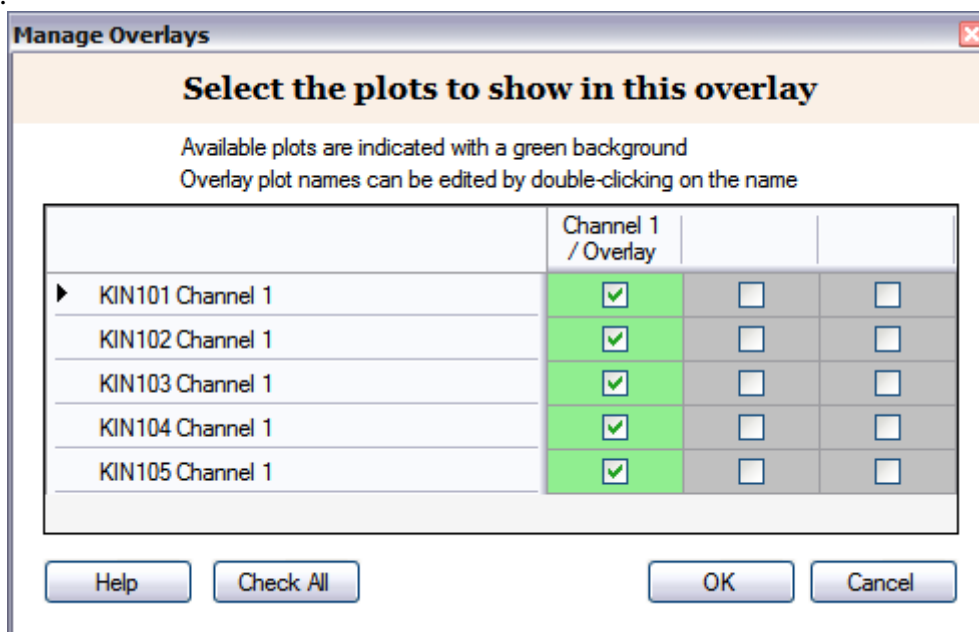 Manage Overlays
Select the plots to show in this overlay
Available plots are indicated with a green background
Overlay plot names can be edited by double-clicking on the name
Channel 1
/ Overlay
KIN101 Channel 1
KIN102 Channel 1
KIN103 Channel 1
KIN104 Channel 1
KIN105 Channel 1
Help Check All OK Cancel